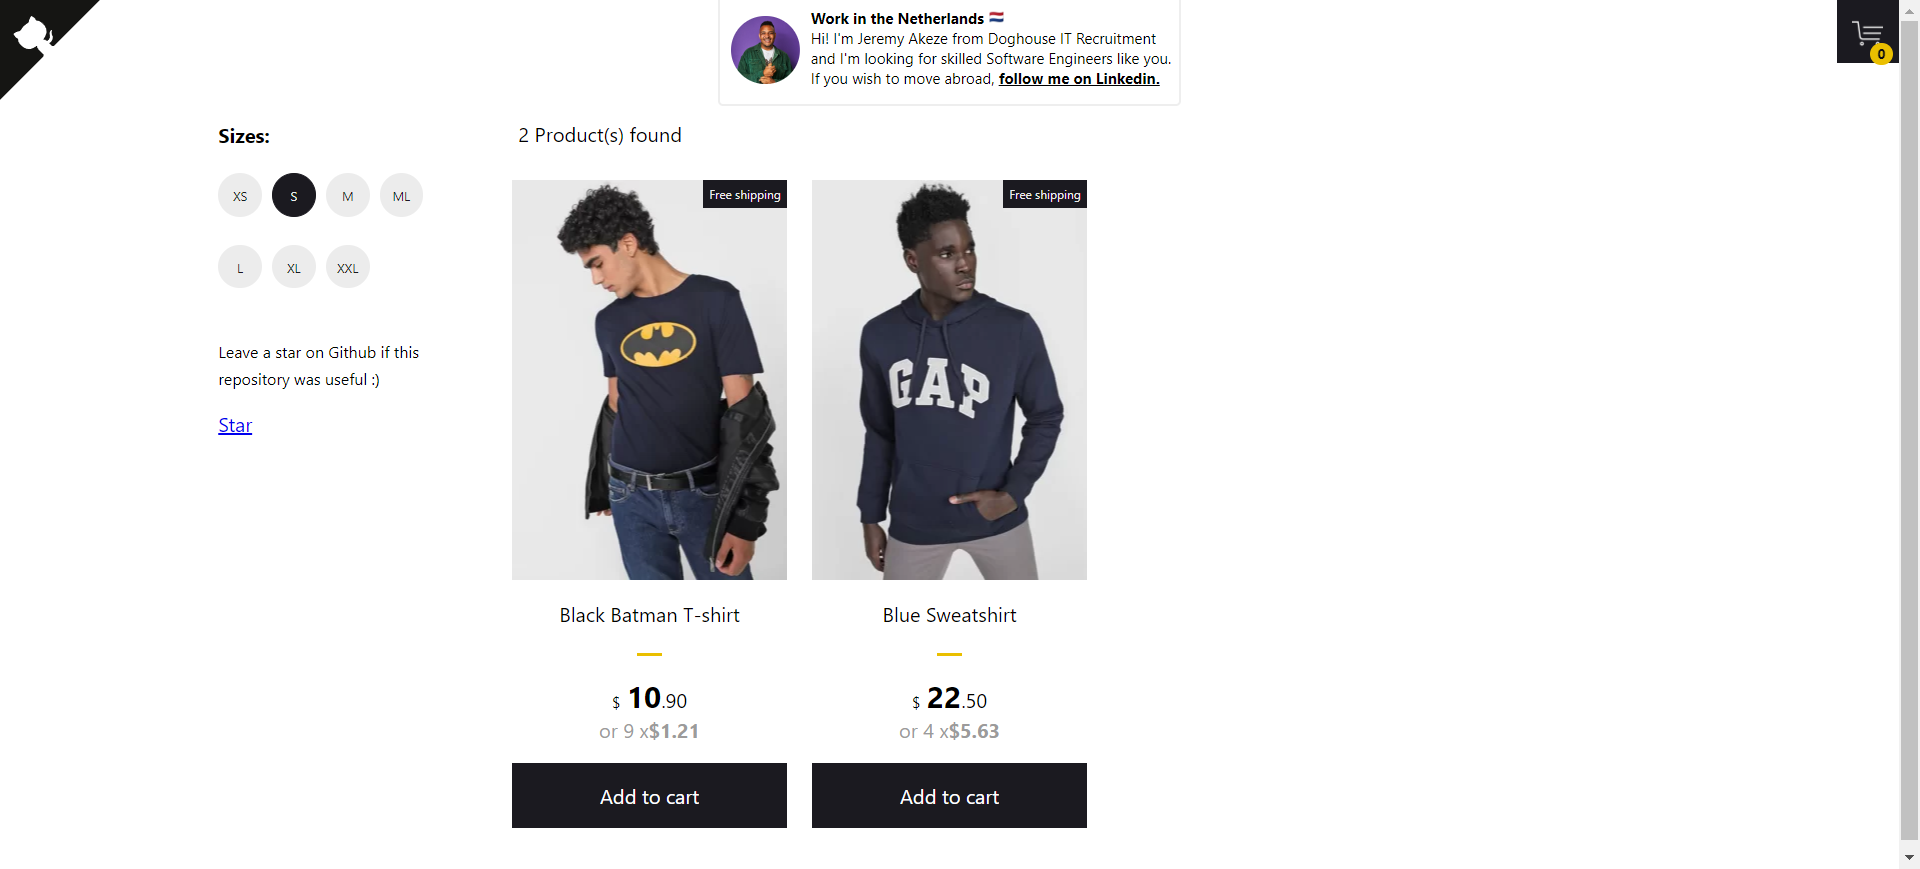 Work in the Netherlands 🇳🇱
Hi! I'm Jeremy Akeze from Doghouse IT Recruitment
and I'm looking for skilled Software Engineers like you.
If you wish to move abroad, follow me on Linkedin.
0
Sizes:
XS S M ML
L XL XXL
Leave a star on Github if this
repository was useful :)
Star
2 Product(s) found
Free shipping
GAP
Black Batman T-shirt
$ 10.90
or 9 x$1.21
Add to cart
Free shipping
Blue Sweatshirt
$ 22.50
or 4 x$5.63
Add to cart